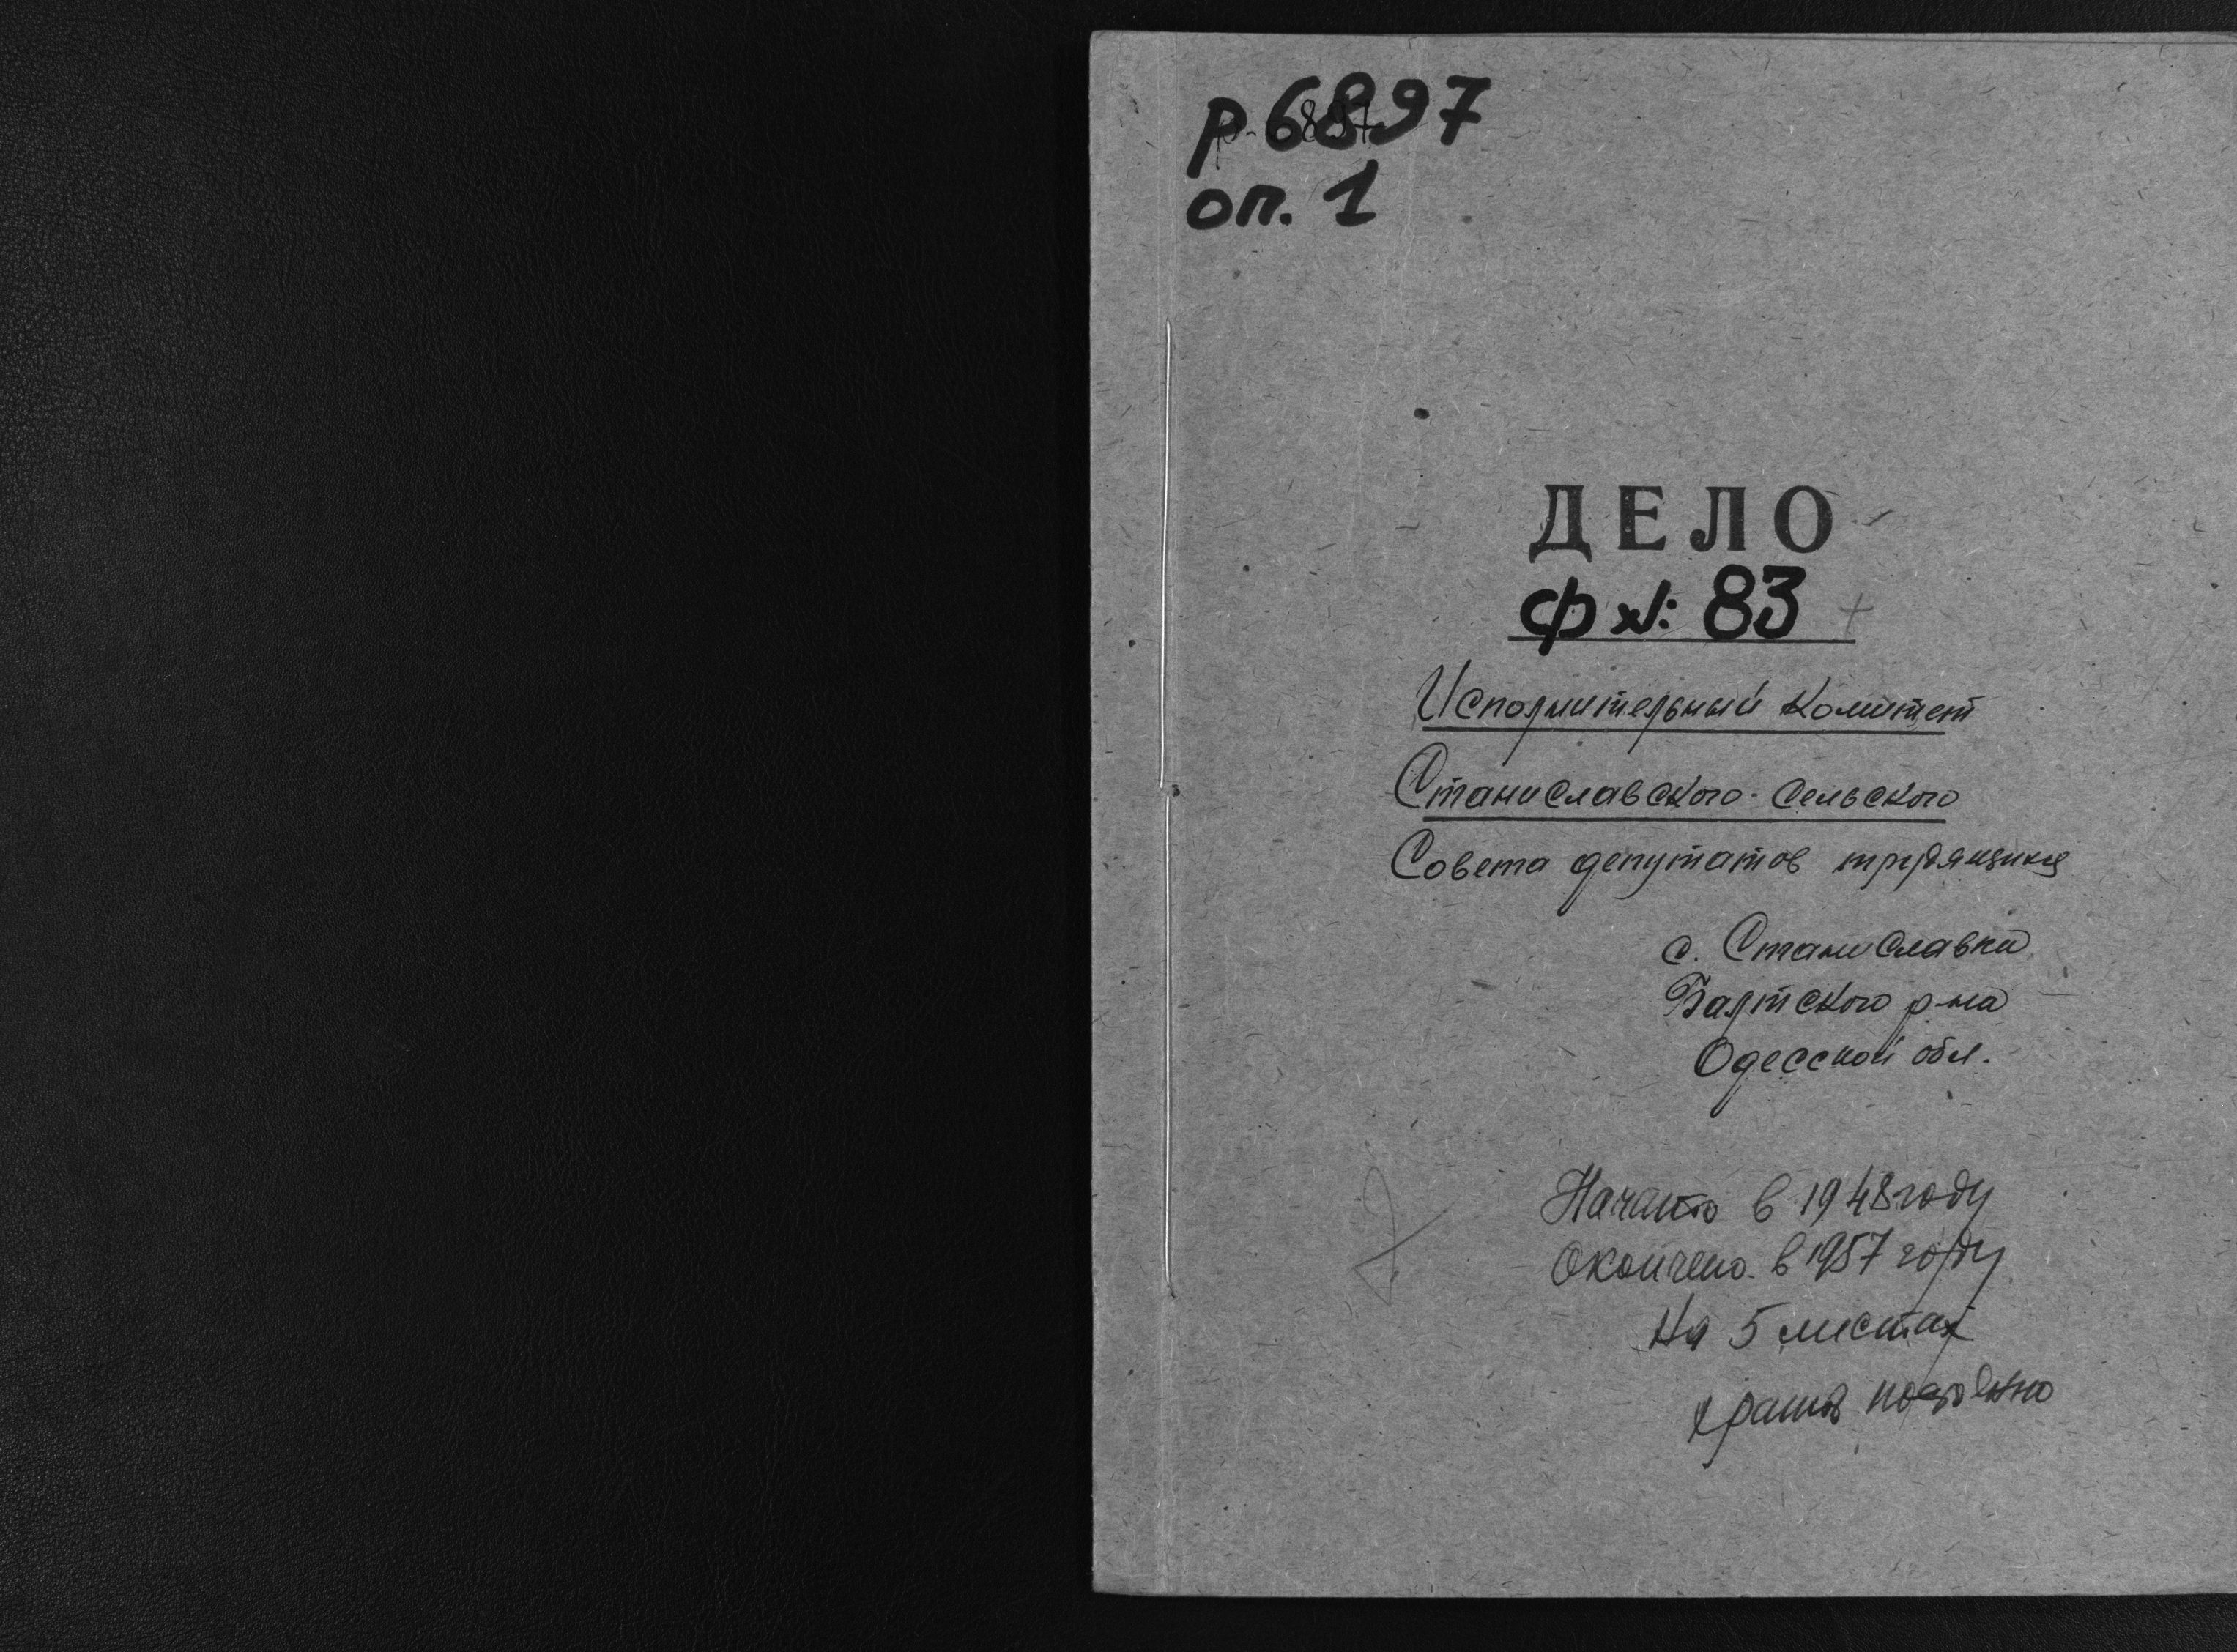 р-6897
оп. 1
ДЕЛО
ф №: 83
Исполнительный Комитет
Станиславского Сельского
Совета депутатов трудящихся
с. Станиславки
Балтского р-на
Одесской обл.
Начато в 1948 году
Окончено в 1957 году
На 5 листах
хранить постоянно